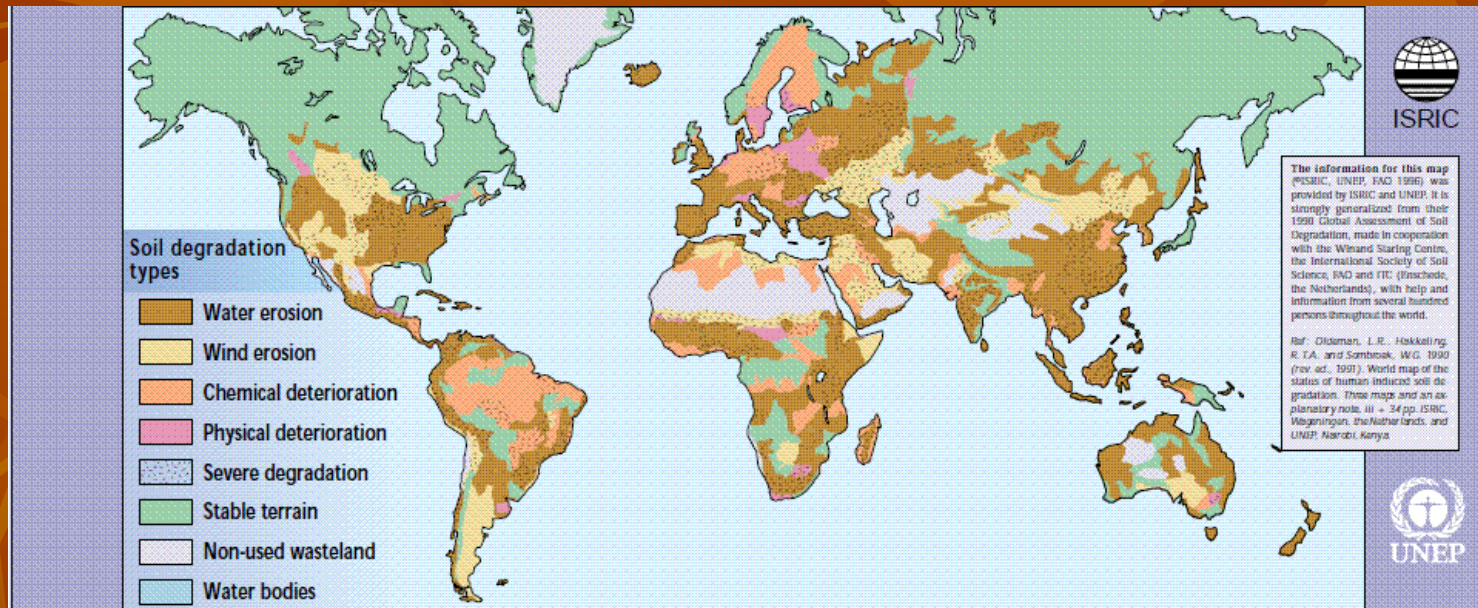 Soil degradation
types
Water erosion
Wind erosion
Chemical deterioration
Physical deterioration
Severe degradation
Stable terrain
Non-used wasteland
Water bodies
ISRIC
The information for this map
(©ISRIC, UNEP, FAO 1996) was
provided by ISRIC and UNEP. It is
strongly generalized from their
1990 Global Assessment of Soil
Degradation, made in cooperation
with the Winand Staring Centre,
the International Society of Soil
Science, FAO and ITC (Enschede,
the Netherlands), with help and
information from several hundred
persons throughout the world.
Ref: Oldeman, L.R., Hakkeling,
R.T.A. and Sombroek, W.G. 1990
(rev. ed., 1991). World map of the
status of human-induced soil de-
gradation. Three maps and an ex-
planatory note, iii + 34 pp. ISRIC,
Wageningen, the Netherlands, and
UNEP, Nairobi, Kenya
UNEP